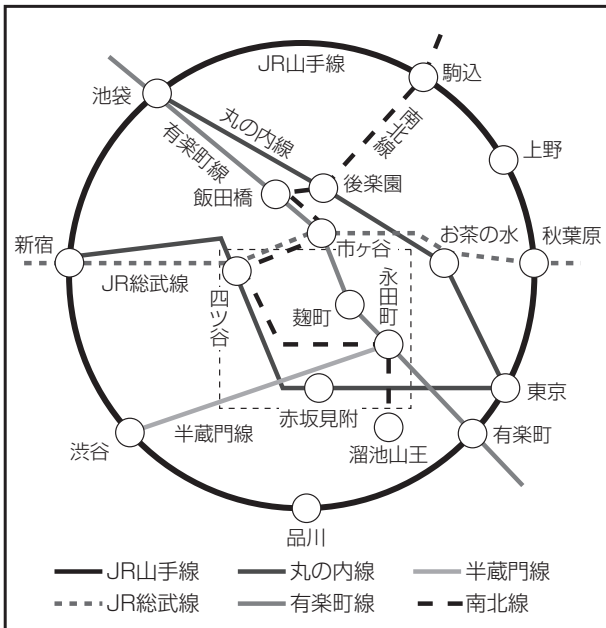 JR山手線
駒込
池袋
丸の内線
南北線
有楽町線
上野
飯田橋
後楽園
新宿
市ヶ谷
お茶の水
秋葉原
JR総武線
四ツ谷
麹町
永田町
赤坂見附
東京
半蔵門線
渋谷
溜池山王
有楽町
品川
JR山手線
丸の内線
半蔵門線
JR総武線
有楽町線
南北線